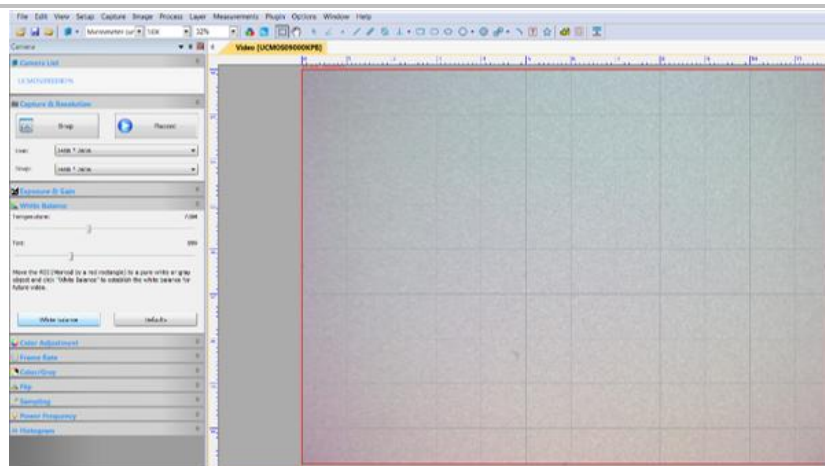 File Edit View Setup Capture Image Process Layer Measurements Plugin Options Window Help
32%
Camera
Video [UCMOS09000KPB]
Camera List
Capture & Resolution
Snap
Exposure & Gain
White Balance
Temperature:
Tint:
Move the ROI (Marked by a red rectangle) to a pure white or gray
object and click "White Balance" to establish the white balance for
future video.
White Balance Defaults
Color Adjustment
Frame Rate
Color/Gray
Flip
Sampling
Power Frequency
Histogram